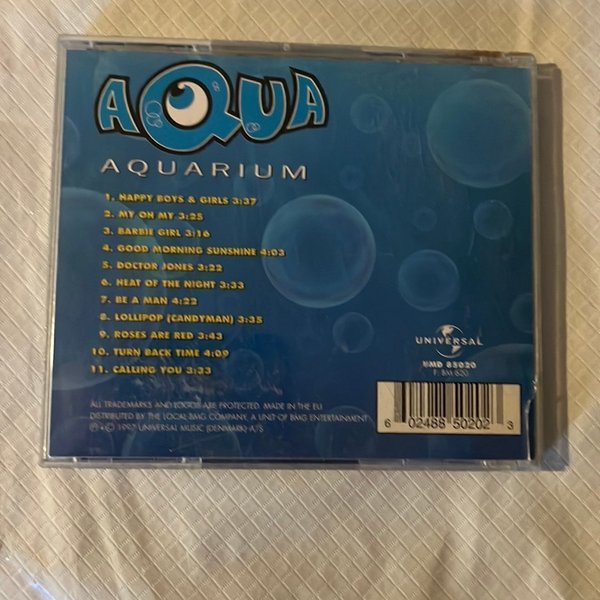 AQUA
AQUARIUM
1. HAPPY BOYS & GIRLS 3:37
2. MY OH MY 3:25
3. BARBIE GIRL 3:16
4. GOOD MORNING SUNSHINE 4:03
5. DOCTOR JONES 3:22
6. HEAT OF THE NIGHT 3:33
7. BE A MAN 4:22
8. LOLLIPOP (CANDYMAN) 3:35
9. ROSES ARE RED 3:43
10. TURN BACK TIME 4:09
11. CALLING YOU 3:33
UNIVERSAL
UMD 85020
ALL TRADEMARKS AND LOGOS ARE PROTECTED. MADE IN THE EU
DISTRIBUTED BY THE LOCAL BMG COMPANY, A UNIT OF BMG ENTERTAINMENT
℗ + © 1997 UNIVERSAL MUSIC (DENMARK) A/S
6 02488 50202 3